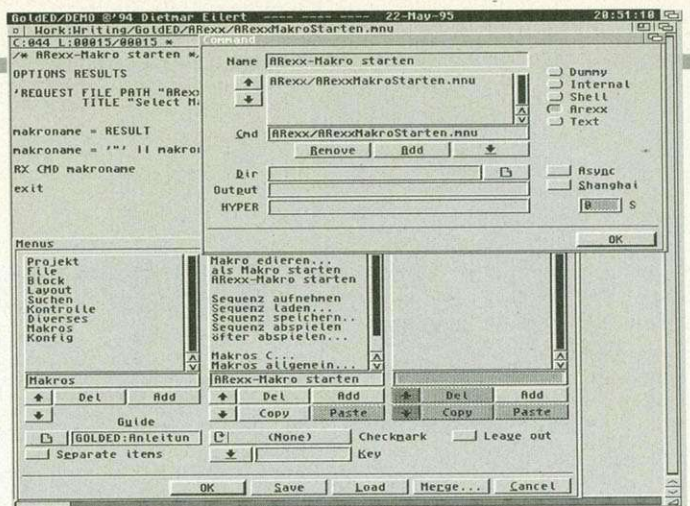 GoldED/DEMO ©'94 Dietmar Eilert ---- ---- ---- 22-May-95 20:51:10
Work:Writing/GoldED/ARexx/ARexxMakroStarten.mnu
C:044 L:00015/00015 *
/* ARexx-Makro starten *
OPTIONS RESULTS
'REQUEST FILE PATH "ARex
TITLE "Select M
makroname = RESULT
makroname = '"' || makro
RX CMD makroname
exit
Command
Name ARexx-Makro starten
ARexx/ARexxMakroStarten.mnu
Cmd ARexx/ARexxMakroStarten.mnu
Remove Add
Dir
Output
HYPER
Dummy
Internal
Shell
Arexx
Text
Async
Shanghai
0 S
OK
Menus
Projekt
File
Block
Layout
Suchen
Kontrolle
Diverses
Makros
Konfig
Makros
Del Add
Guide
GOLDED:Anleitun
Separate items
Makro edieren...
als Makro starten
ARexx-Makro starten
Sequenz aufnehmen
Sequenz laden...
Sequenz speichern..
Sequenz abspielen
öfter abspielen...
Makros C...
Makros allgemein...
ARexx-Makro starten
Del Add
Copy Paste
(None) Checkmark
Key
Del Add
Copy Paste
Leave out
OK Save Load Merge... Cancel